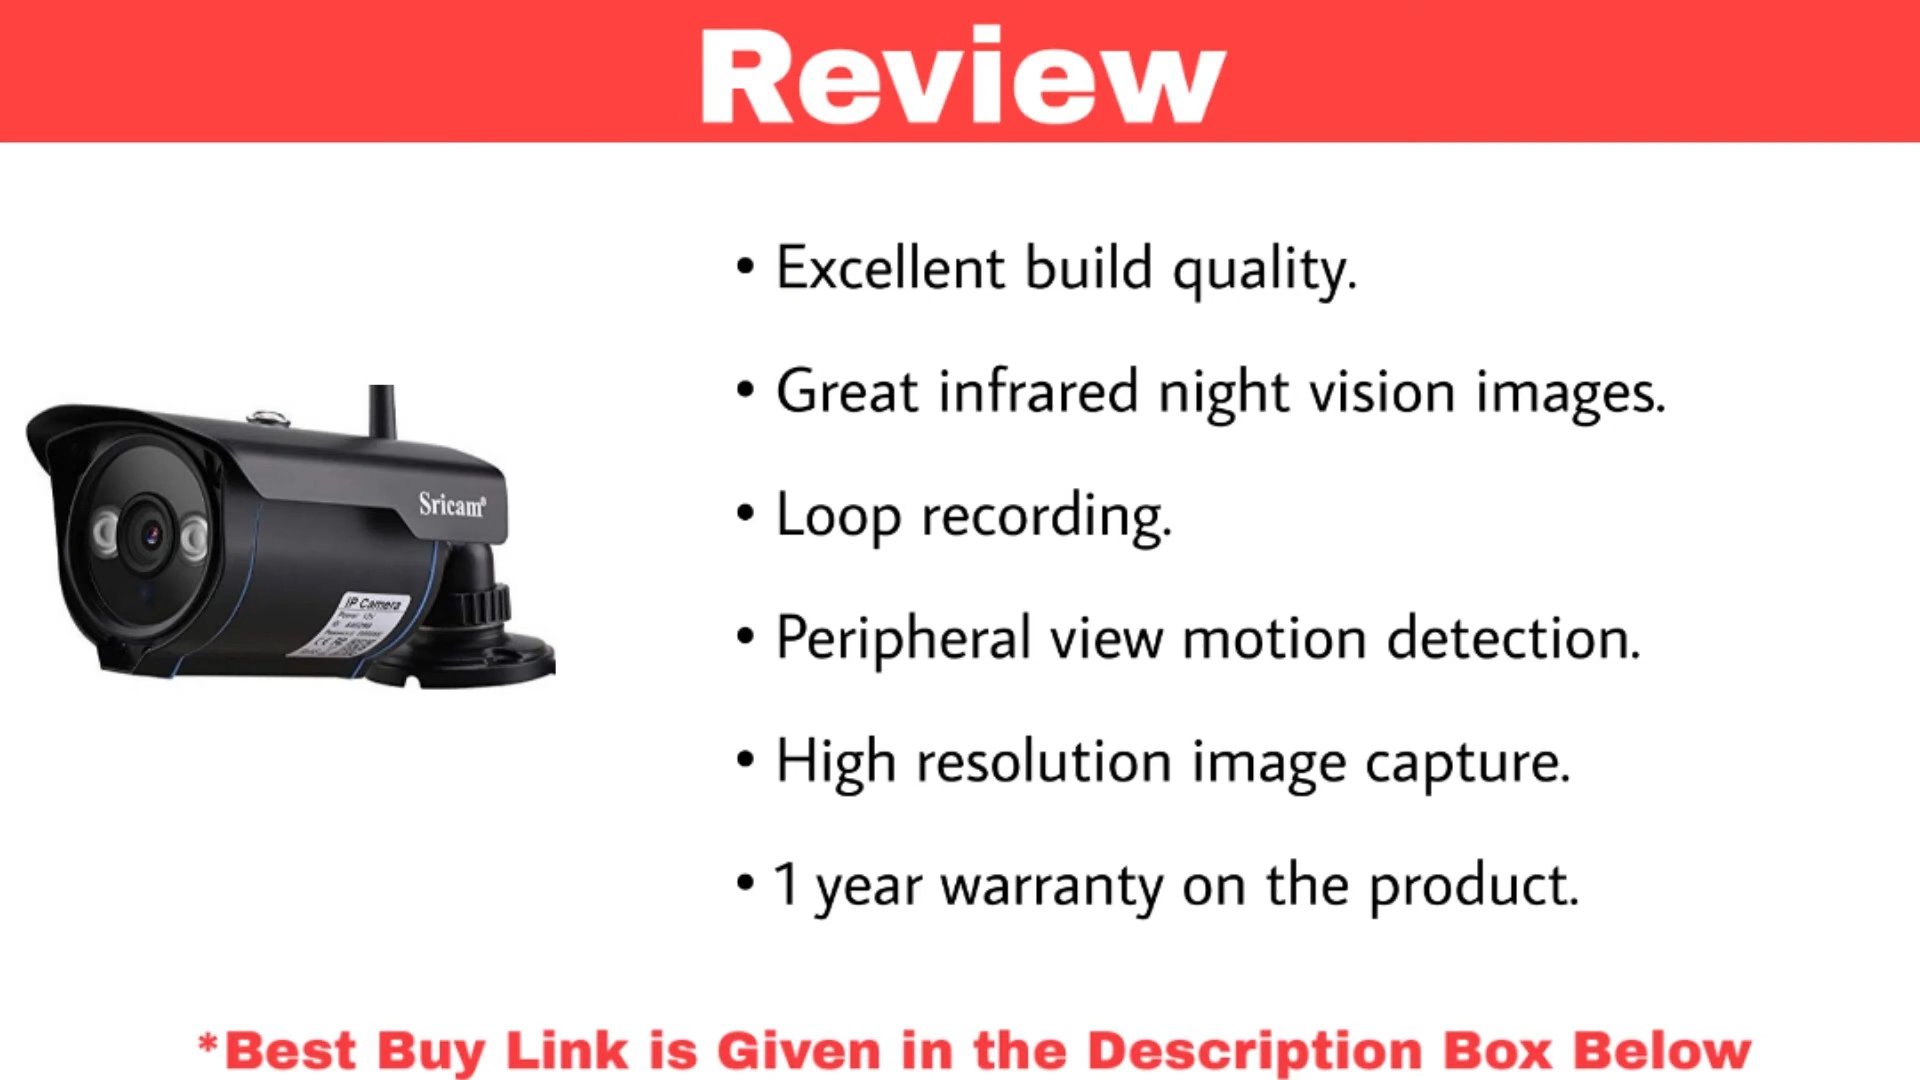 Review
• Excellent build quality.
• Great infrared night vision images.
• Loop recording.
• Peripheral view motion detection.
• High resolution image capture.
• 1 year warranty on the product.
Sricam
IP Camera
*Best Buy Link is Given in the Description Box Below